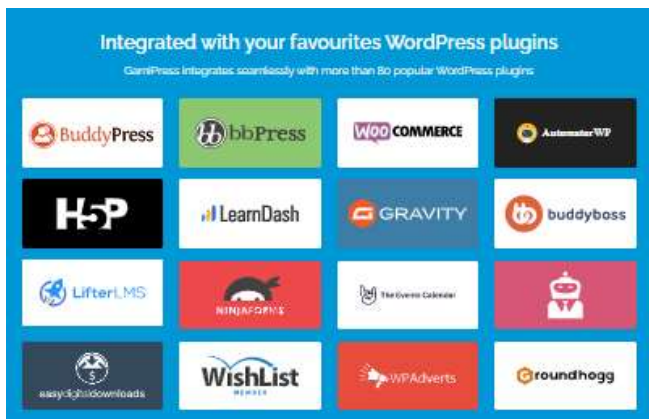 Integrated with your favourites WordPress plugins
GamiPress integrates seamlessly with more than 80 popular WordPress plugins
BuddyPress
bbPress
WOO COMMERCE
AutomatorWP
H5P
LearnDash
GRAVITY
buddyboss
LifterLMS
NINJAFORMS
The Events Calendar
easydigitaldownloads
WishList
MEMBER
WPAdverts
Groundhogg